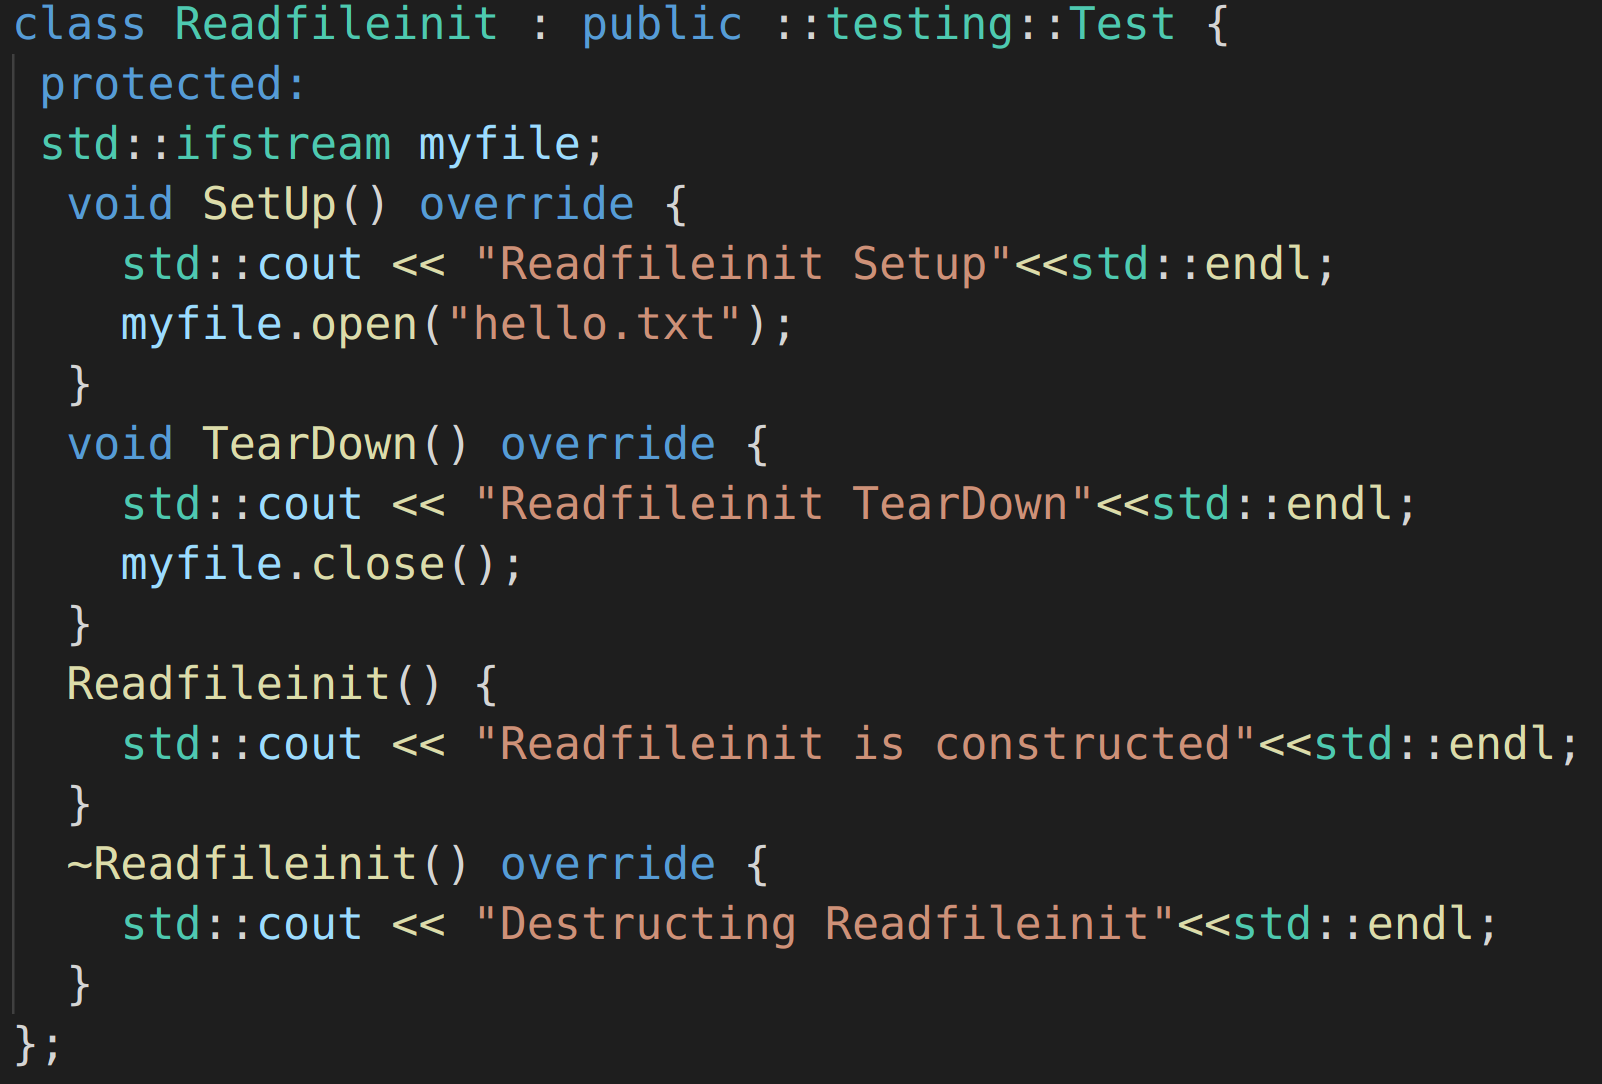 class Readfileinit : public ::testing::Test {
protected:
std::ifstream myfile;
void SetUp() override {
std::cout << "Readfileinit Setup"<<std::endl;
myfile.open("hello.txt");
}
void TearDown() override {
std::cout << "Readfileinit TearDown"<<std::endl;
myfile.close();
}
Readfileinit() {
std::cout << "Readfileinit is constructed"<<std::endl;
}
~Readfileinit() override {
std::cout << "Destructing Readfileinit"<<std::endl;
}
};